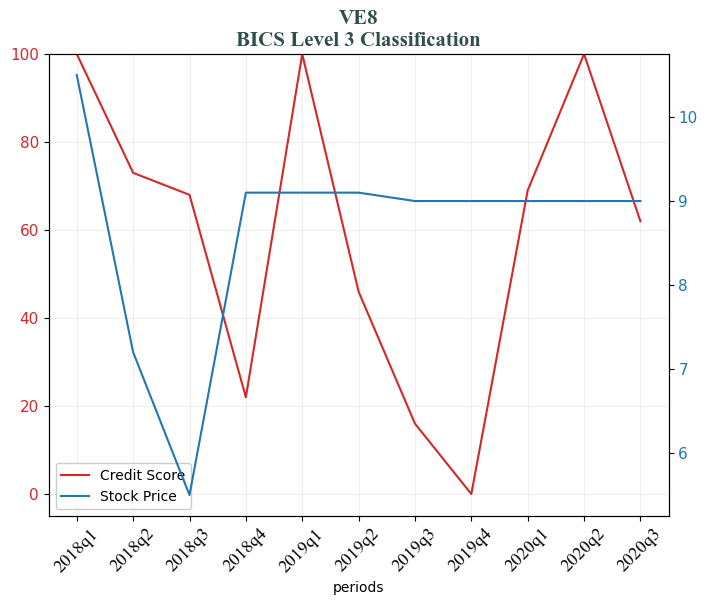 VE8
BICS Level 3 Classification
100
80
60
40
20
0
10
9
8
7
6
Credit Score
Stock Price
2018q1
2018q2
2018q3
2018q4
2019q1
2019q2
2019q3
2019q4
2020q1
2020q2
2020q3
periods